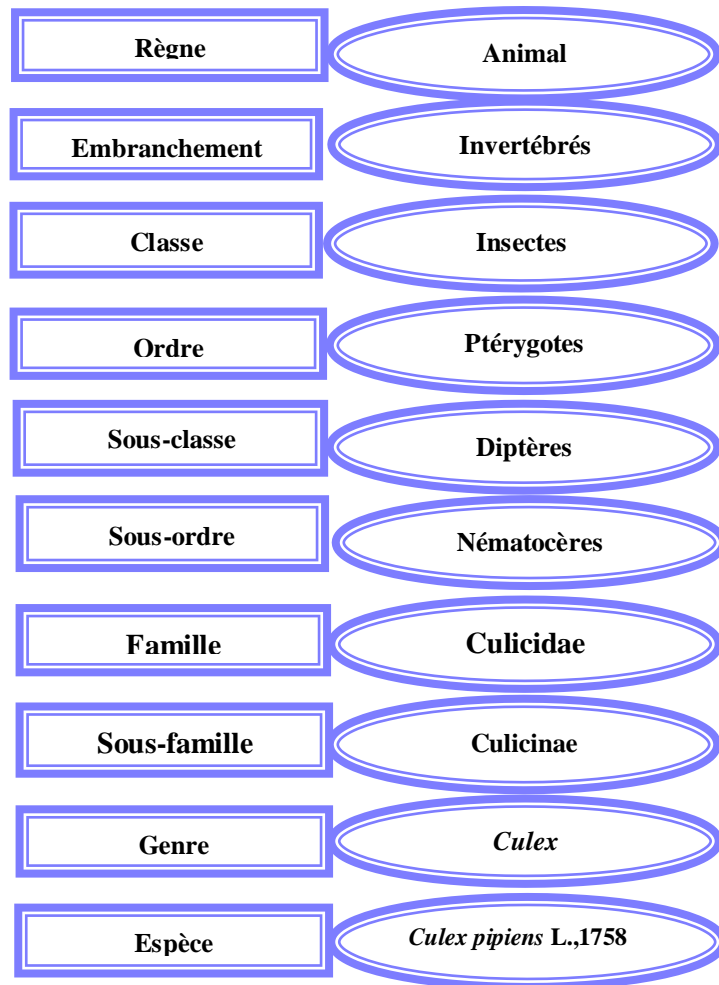 Règne Animal
Embranchement Invertébrés
Classe Insectes
Ordre Ptérygotes
Sous-classe Diptères
Sous-ordre Nématocères
Famille Culicidae
Sous-famille Culicinae
Genre Culex
Espèce Culex pipiens L.,1758